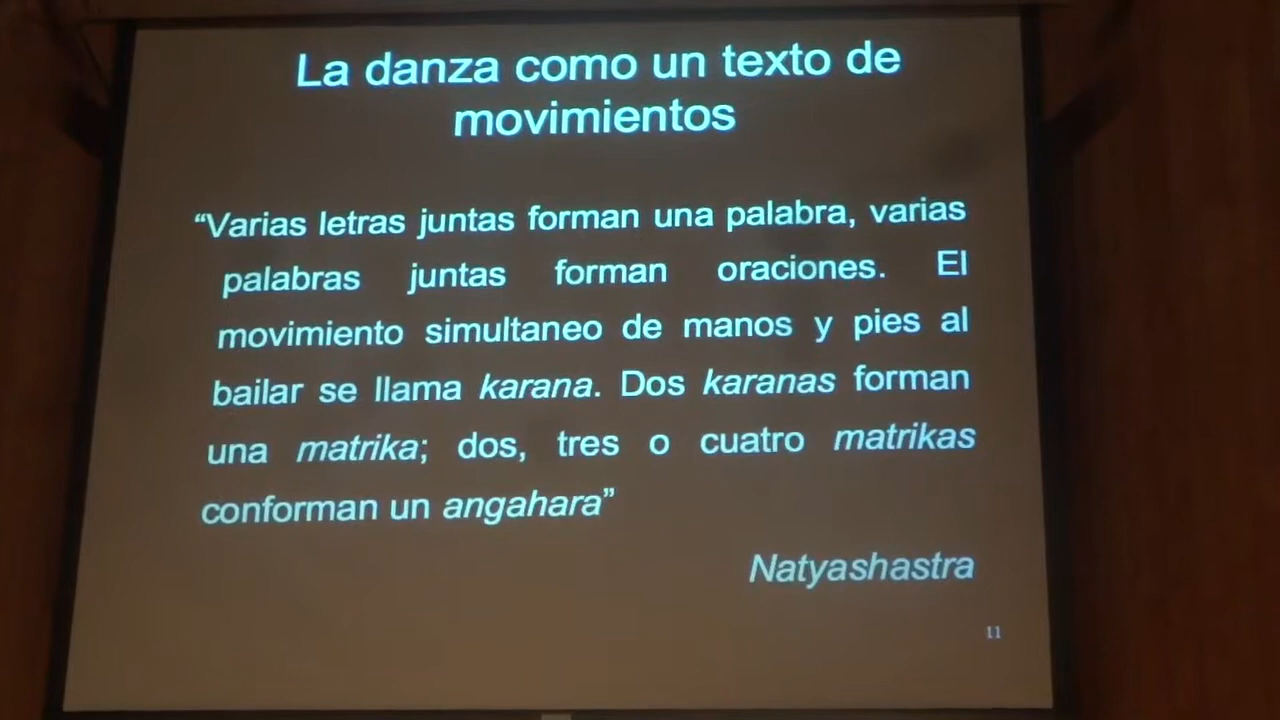 La danza como un texto de
movimientos
“Varias letras juntas forman una palabra, varias
palabras juntas forman oraciones. El
movimiento simultaneo de manos y pies al
bailar se llama karana. Dos karanas forman
una matrika; dos, tres o cuatro matrikas
conforman un angahara”
Natyashastra
11